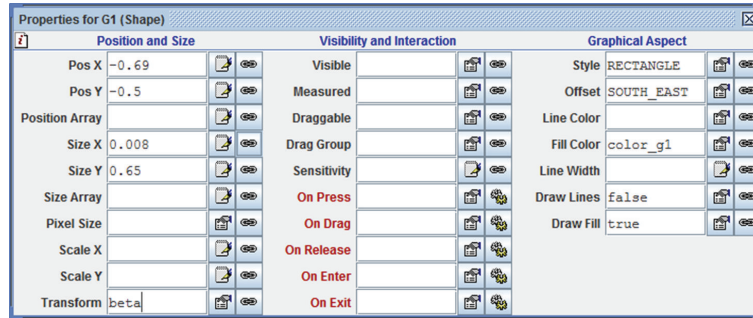 Properties for G1 (Shape)
Position and Size Visibility and Interaction Graphical Aspect
Pos X -0.69 Visible Style RECTANGLE
Pos Y -0.5 Measured Offset SOUTH_EAST
Position Array Draggable Line Color
Size X 0.008 Drag Group Fill Color color_g1
Size Y 0.65 Sensitivity Line Width
Size Array On Press Draw Lines false
Pixel Size On Drag Draw Fill true
Scale X On Release
Scale Y On Enter
Transform beta On Exit